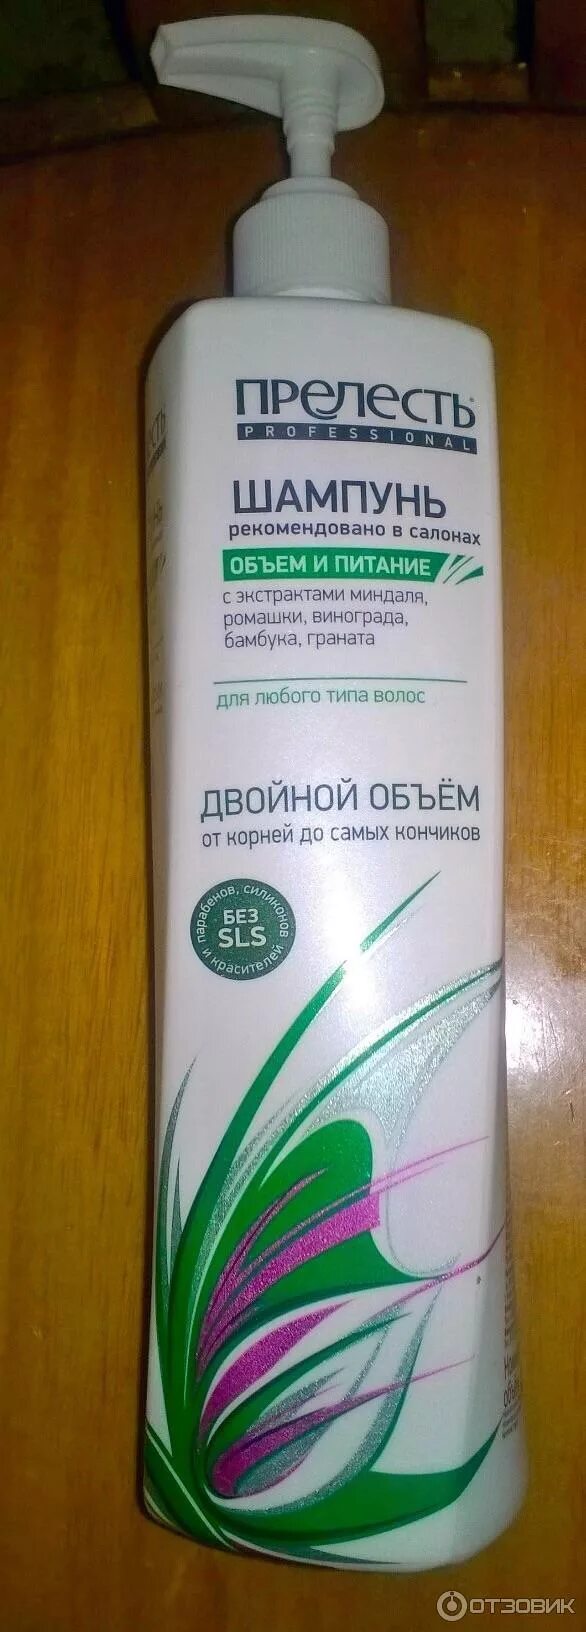 ПРЕЛЕСТЬ
PROFESSIONAL
ШАМПУНЬ
рекомендовано в салонах
ОБЪЕМ И ПИТАНИЕ
с экстрактами миндаля,
ромашки, винограда,
бамбука, граната
для любого типа волос
ДВОЙНОЙ ОБЪЁМ
от корней до самых кончиков
парабенов, силиконов
БЕЗ
SLS
и красителей
ОТЗОВИК